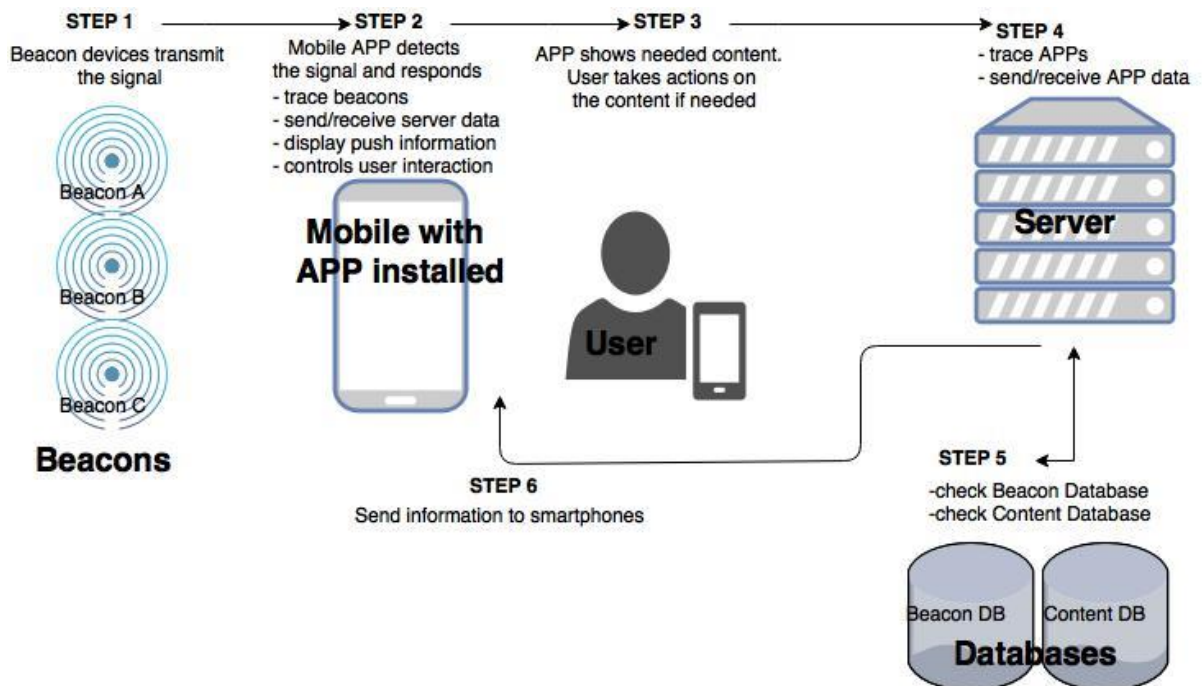 STEP 1
Beacon devices transmit
the signal
Beacon A
Beacon B
Beacon C
Beacons
STEP 2
Mobile APP detects
the signal and responds
- trace beacons
- send/receive server data
- display push information
- controls user interaction
Mobile with
APP installed
STEP 3
APP shows needed content.
User takes actions on
the content if needed
User
STEP 4
- trace APPs
- send/receive APP data
Server
STEP 5
-check Beacon Database
-check Content Database
Beacon DB
Content DB
Databases
STEP 6
Send information to smartphones